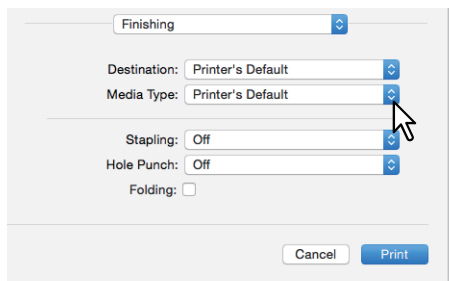 Finishing
Destination: Printer's Default
Media Type: Printer's Default
Stapling: Off
Hole Punch: Off
Folding:
Cancel Print